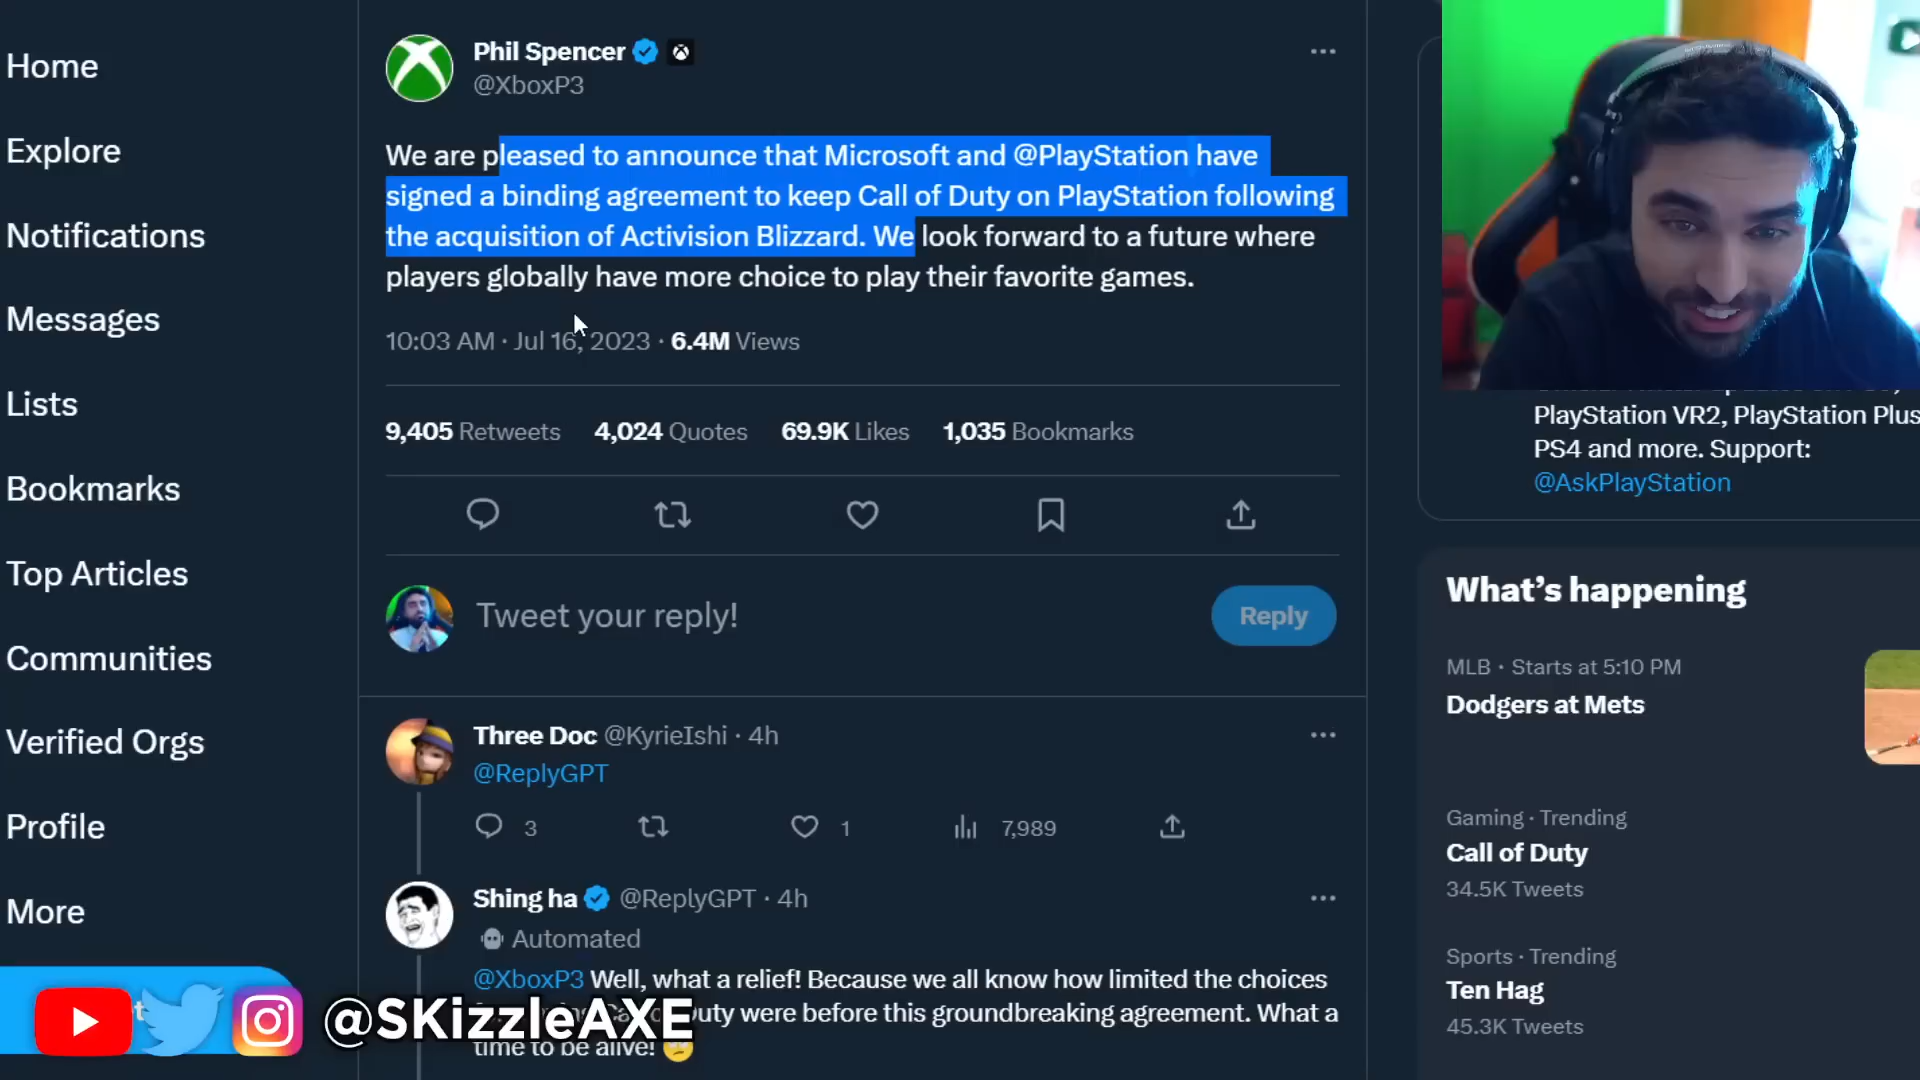 Home
Explore
Notifications
Messages
Lists
Bookmarks
Top Articles
Communities
Verified Orgs
Profile
More
Phil Spencer
@XboxP3
We are pleased to announce that Microsoft and @PlayStation have
signed a binding agreement to keep Call of Duty on PlayStation following
the acquisition of Activision Blizzard. We look forward to a future where
players globally have more choice to play their favorite games.
10:03 AM · Jul 16, 2023 · 6.4M Views
9,405 Retweets 4,024 Quotes 69.9K Likes 1,035 Bookmarks
Tweet your reply!
Reply
Three Doc @KyrieIshi · 4h
@ReplyGPT
3 1 7,989
Shing ha @ReplyGPT · 4h
Automated
@XboxP3 Well, what a relief! Because we all know how limited the choices
Duty were before this groundbreaking agreement. What a
time to be alive!
@SKizzleAXE
PlayStation VR2, PlayStation Plus
PS4 and more. Support:
@AskPlayStation
What's happening
MLB · Starts at 5:10 PM
Dodgers at Mets
Gaming · Trending
Call of Duty
34.5K Tweets
Sports · Trending
Ten Hag
45.3K Tweets